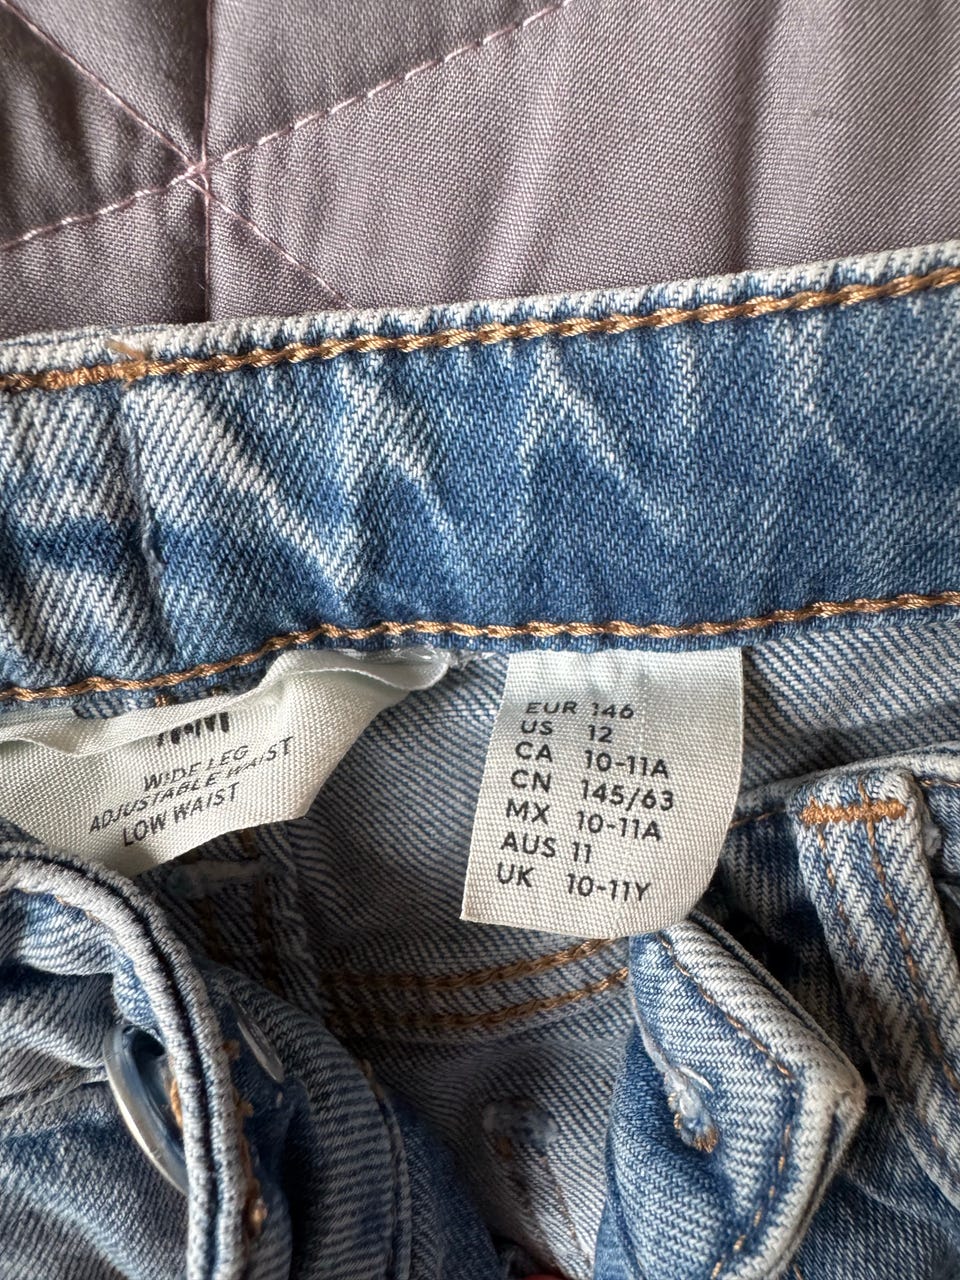 H&M
WIDE LEG
ADJUSTABLE WAIST
LOW WAIST
EUR 146
US 12
CA 10-11A
CN 145/63
MX 10-11A
AUS 11
UK 10-11Y